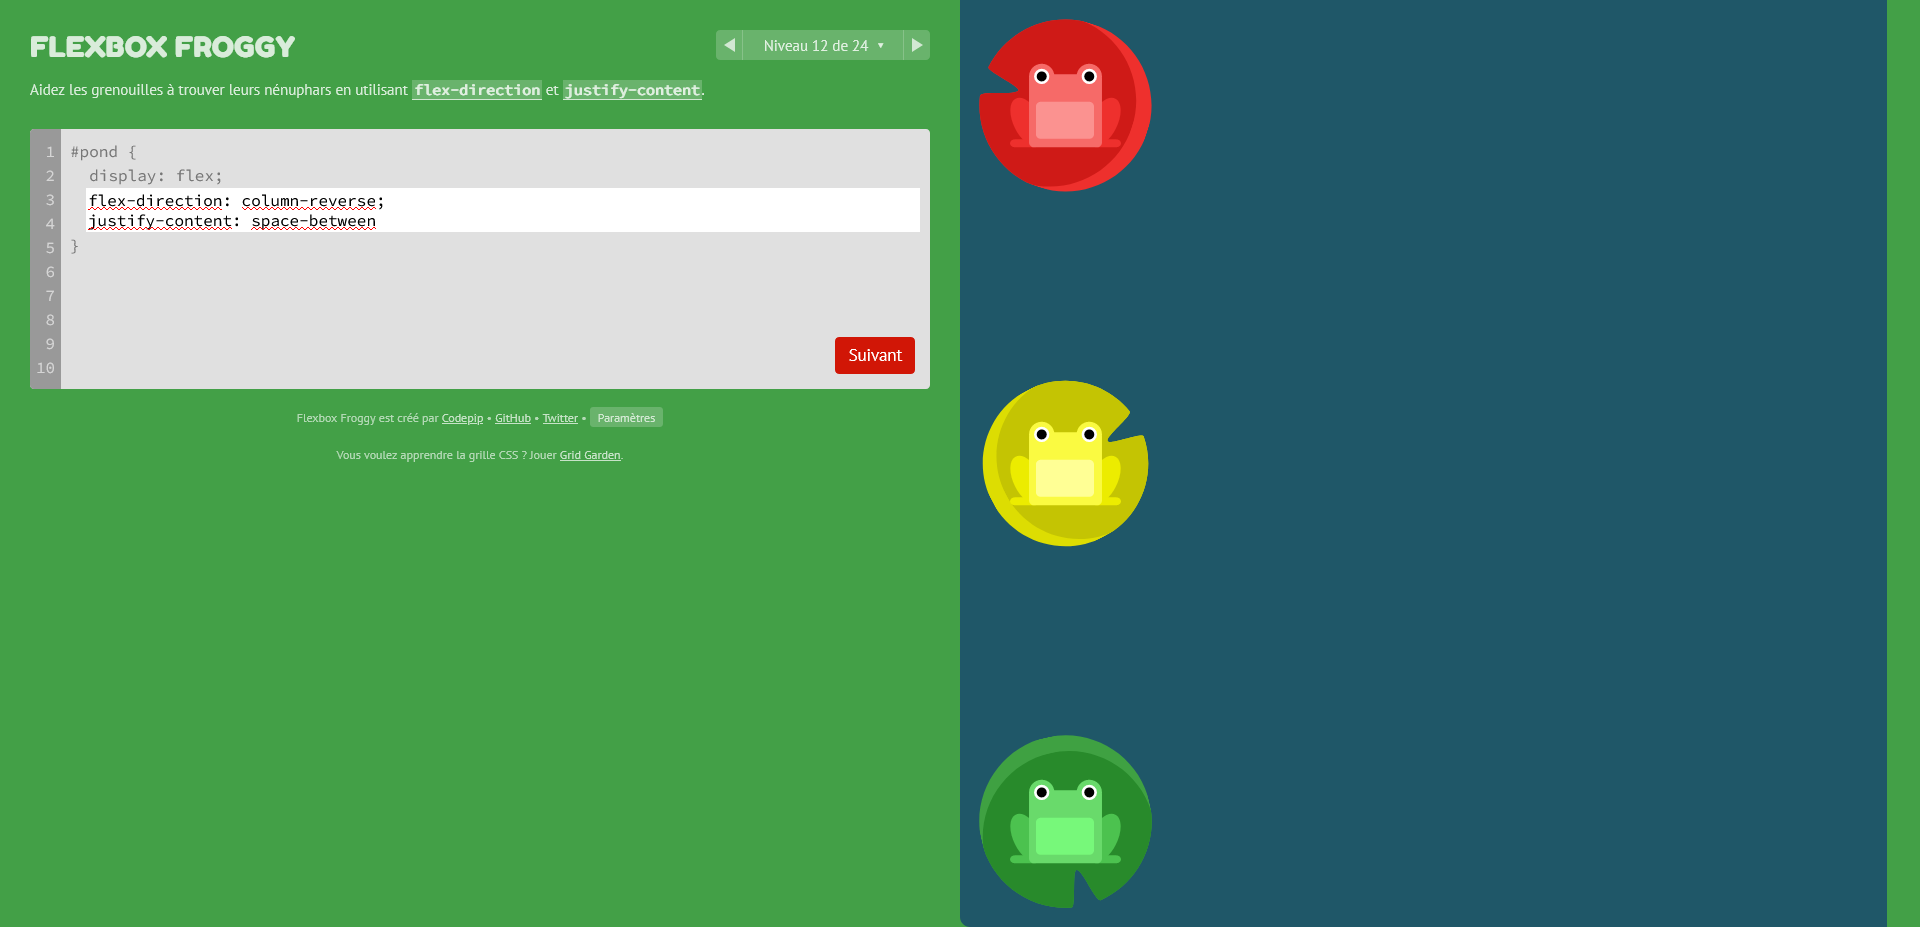 FLEXBOX FROGGY
Niveau 12 de 24 ▼
Aidez les grenouilles à trouver leurs nénuphars en utilisant flex-direction et justify-content.
1 #pond {
2 display: flex;
3 flex-direction: column-reverse;
4 justify-content: space-between
5 }
6
7
8
9
10
Suivant
Flexbox Froggy est créé par Codepip • GitHub • Twitter • Paramètres
Vous voulez apprendre la grille CSS ? Jouer Grid Garden.